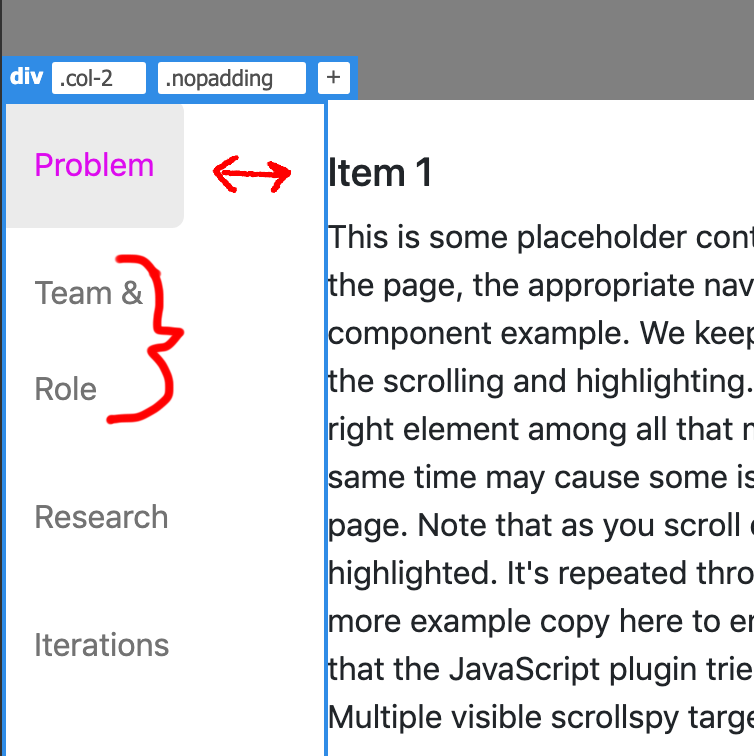 div .col-2 .nopadding +
Problem
Item 1
This is some placeholder cont
Team &
the page, the appropriate nav
component example. We keep
Role
the scrolling and highlighting.
right element among all that m
same time may cause some is
Research
page. Note that as you scroll
highlighted. It's repeated thro
more example copy here to en
Iterations
that the JavaScript plugin trie
Multiple visible scrollspy targe